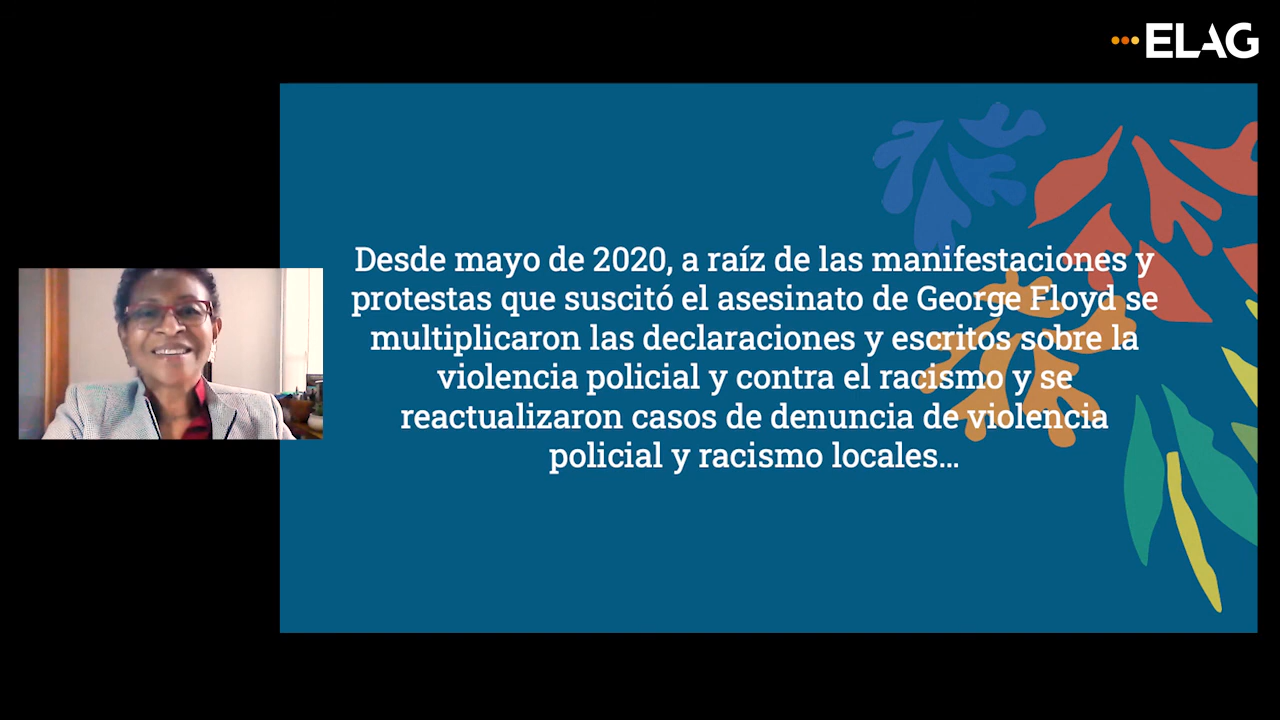 ELAG
Desde mayo de 2020, a raíz de las manifestaciones y
protestas que suscitó el asesinato de George Floyd se
multiplicaron las declaraciones y escritos sobre la
violencia policial y contra el racismo y se
reactualizaron casos de denuncia de violencia
policial y racismo locales...